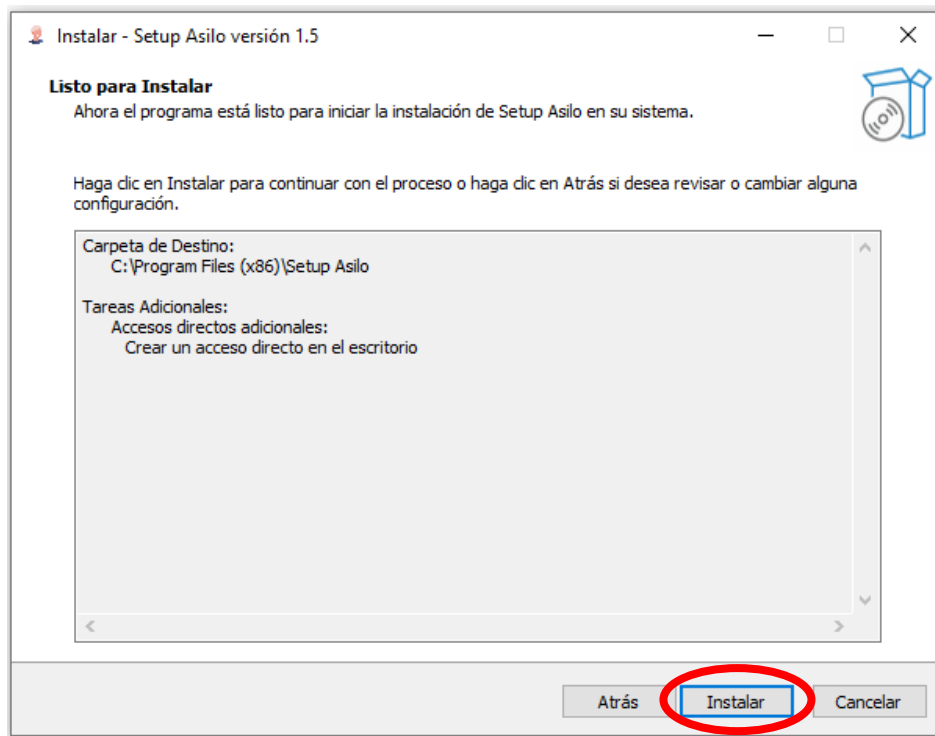 Instalar - Setup Asilo versión 1.5
Listo para Instalar
Ahora el programa está listo para iniciar la instalación de Setup Asilo en su sistema.
Haga clic en Instalar para continuar con el proceso o haga clic en Atrás si desea revisar o cambiar alguna
configuración.
Carpeta de Destino:
C:\Program Files (x86)\Setup Asilo
Tareas Adicionales:
Accesos directos adicionales:
Crear un acceso directo en el escritorio
Atrás Instalar Cancelar